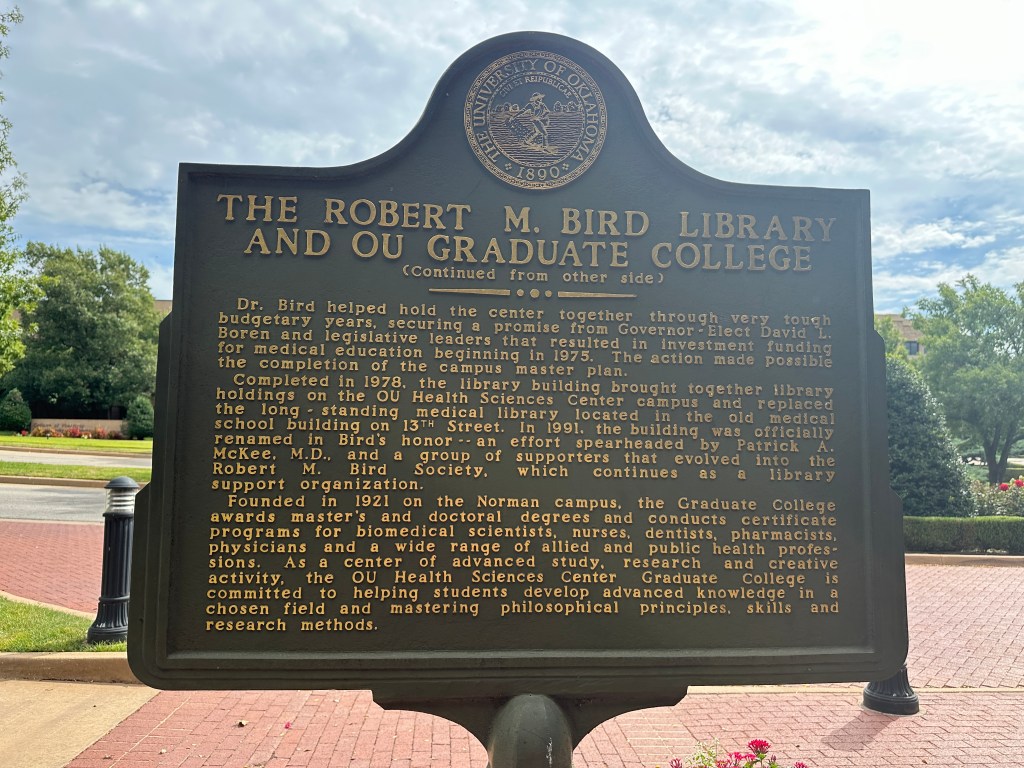 THE UNIVERSITY OF OKLAHOMA
CIVI ET REIPUBLICAE
1890
THE ROBERT M. BIRD LIBRARY
AND OU GRADUATE COLLEGE
(Continued from other side)
Dr. Bird helped hold the center together through very tough
budgetary years, securing a promise from Governor-Elect David L.
Boren and legislative leaders that resulted in investment funding
for medical education beginning in 1975. The action made possible
the completion of the campus master plan.
Completed in 1978, the library building brought together library
holdings on the OU Health Sciences Center campus and replaced
the long-standing medical library located in the old medical
school building on 13TH Street. In 1991, the building was officially
renamed in Bird's honor--an effort spearheaded by Patrick A.
McKee, M.D., and a group of supporters that evolved into the
Robert M. Bird Society, which continues as a library
support organization.
Founded in 1921 on the Norman campus, the Graduate College
awards master's and doctoral degrees and conducts certificate
programs for biomedical scientists, nurses, dentists, pharmacists,
physicians and a wide range of allied and public health profes-
sions. As a center of advanced study, research and creative
activity, the OU Health Sciences Center Graduate College is
committed to helping students develop advanced knowledge in a
chosen field and mastering philosophical principles, skills and
research methods.